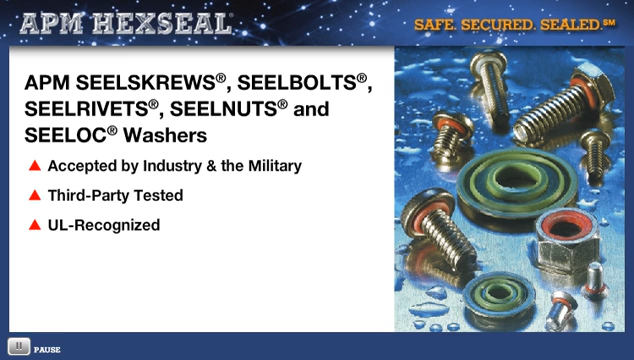 APM HEXSEAL®
SAFE. SECURED. SEALED.℠
APM SEELSKREWS®, SEELBOLTS®,
SEELRIVETS®, SEELNUTS® and
SEELOC® Washers
Accepted by Industry & the Military
Third-Party Tested
UL-Recognized
PAUSE